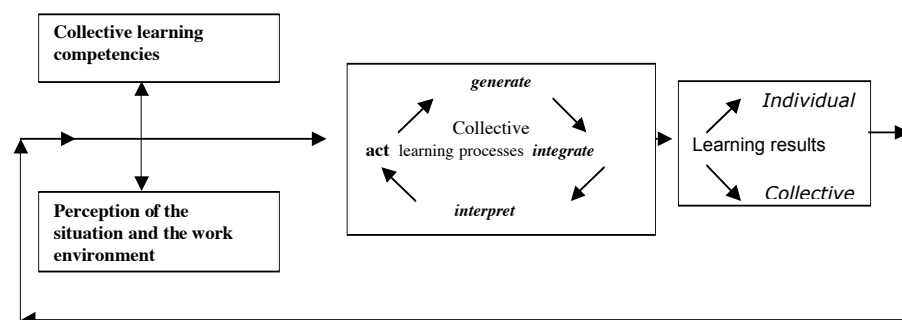 Collective learning
competencies
Perception of the
situation and the work
environment
generate
Collective
act learning processes integrate
interpret
Individual
Learning results
Collective